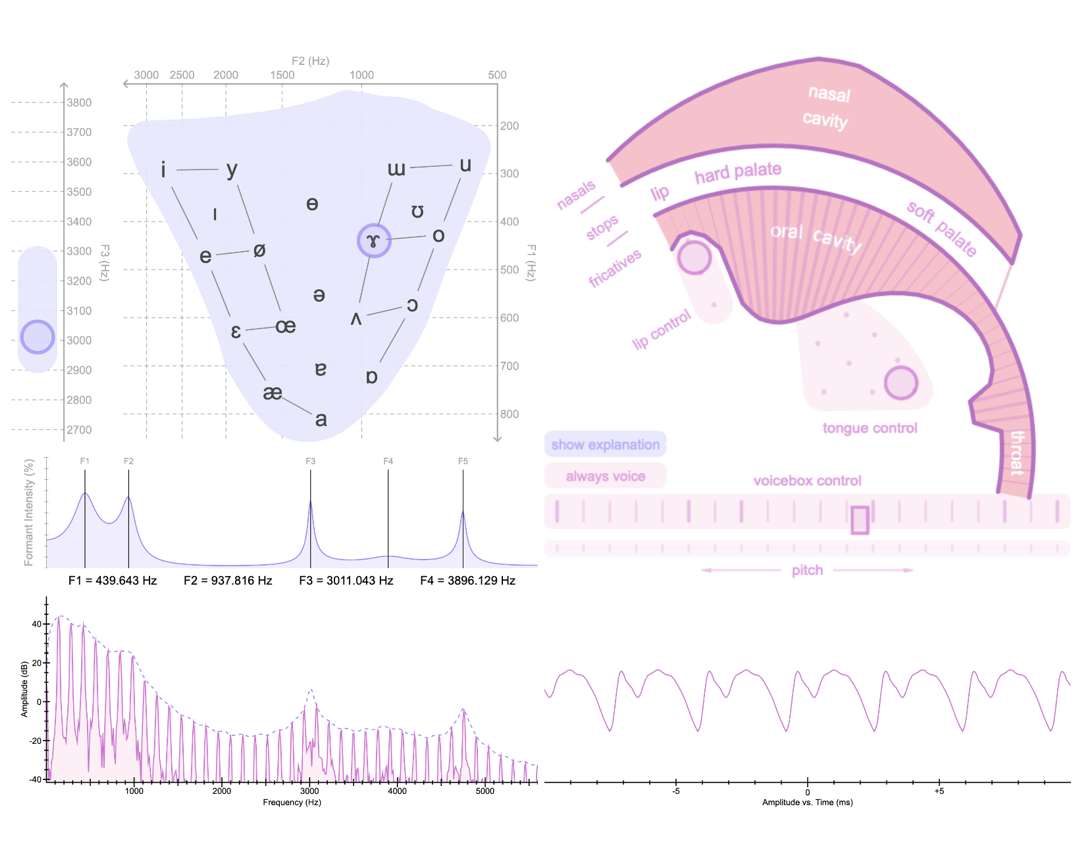 F2 (Hz)
3000 2500 2000 1500 1000 500
3800
3700
3600
3500
3400
3300
3200
3100
3000
2900
2800
2700
F3 (Hz)
200
300
400
500
600
700
800
F1 (Hz)
i y ɯ u
ɪ ɵ ʊ
e ø ɤ o
ə
ɛ œ ʌ ɔ
ɐ ɒ
æ
a
nasal
cavity
nasals
stops
fricatives
lip
hard palate
soft palate
oral cavity
lip control
tongue control
throat
show explanation
always voice
voicebox control
pitch
Formant Intensity (%)
F1 F2 F3 F4 F5
F1 = 439.643 Hz F2 = 937.816 Hz F3 = 3011.043 Hz F4 = 3896.129 Hz
Amplitude (dB)
40
20
0
-20
-40
1000 2000 3000 4000 5000
Frequency (Hz)
-5 0 +5
Amplitude vs. Time (ms)